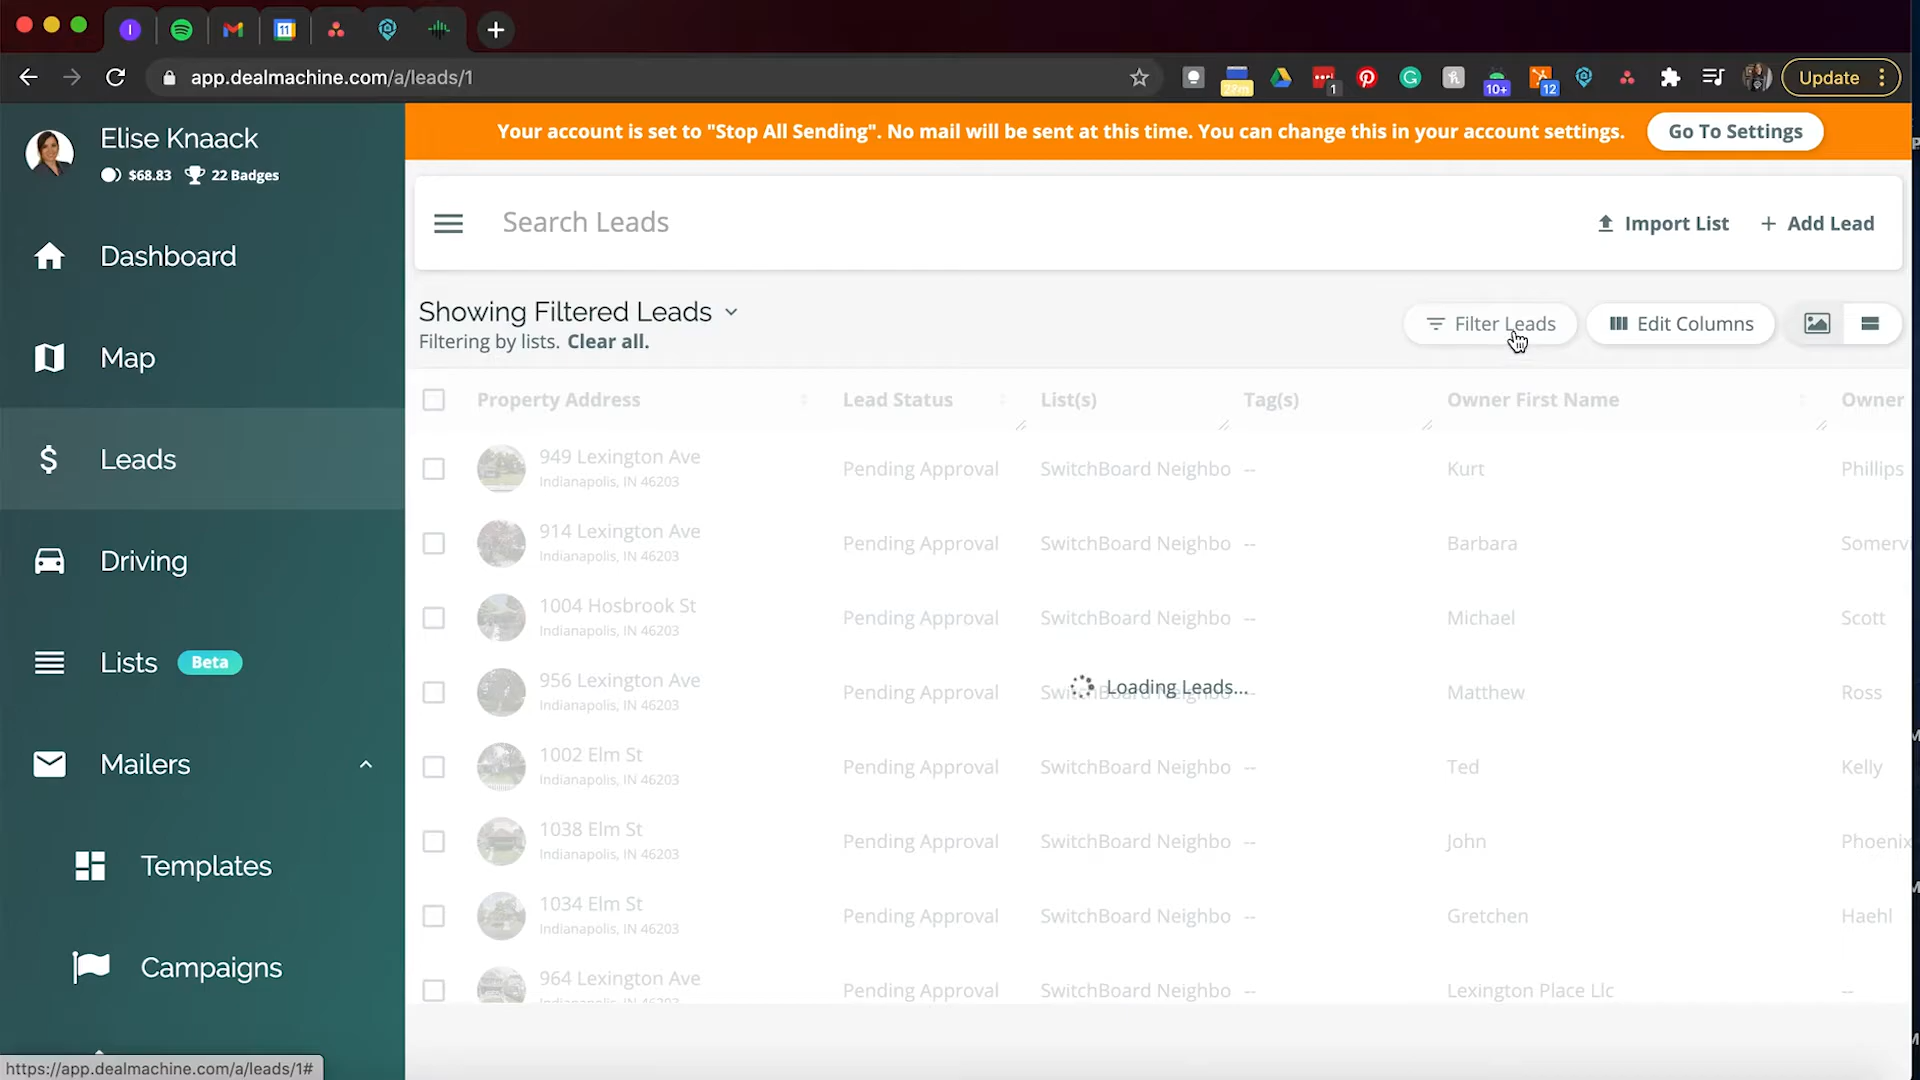 11
app.dealmachine.com/a/leads/1
1
10+
12
Update
Elise Knaack
$68.83 22 Badges
Dashboard
Map
Leads
Driving
Lists Beta
Mailers
Templates
Campaigns
https://app.dealmachine.com/a/leads/1#
Your account is set to "Stop All Sending". No mail will be sent at this time. You can change this in your account settings. Go To Settings
Search Leads Import List + Add Lead
Showing Filtered Leads
Filtering by lists. Clear all.
Filter Leads Edit Columns
Property Address Lead Status List(s) Tag(s) Owner First Name Owner
949 Lexington Ave Pending Approval SwitchBoard Neighbo -- Kurt Phillips
Indianapolis, IN 46203
914 Lexington Ave Pending Approval SwitchBoard Neighbo -- Barbara Somerv
Indianapolis, IN 46203
1004 Hosbrook St Pending Approval SwitchBoard Neighbo -- Michael Scott
Indianapolis, IN 46203
956 Lexington Ave Pending Approval -- Matthew Ross
Indianapolis, IN 46203
Loading Leads...
1002 Elm St Pending Approval SwitchBoard Neighbo -- Ted Kelly
Indianapolis, IN 46203
1038 Elm St Pending Approval SwitchBoard Neighbo -- John Phoenix
Indianapolis, IN 46203
1034 Elm St Pending Approval SwitchBoard Neighbo -- Gretchen Haehl
Indianapolis, IN 46203
964 Lexington Ave Pending Approval SwitchBoard Neighbo -- Lexington Place Llc --
Indianapolis, IN 46203